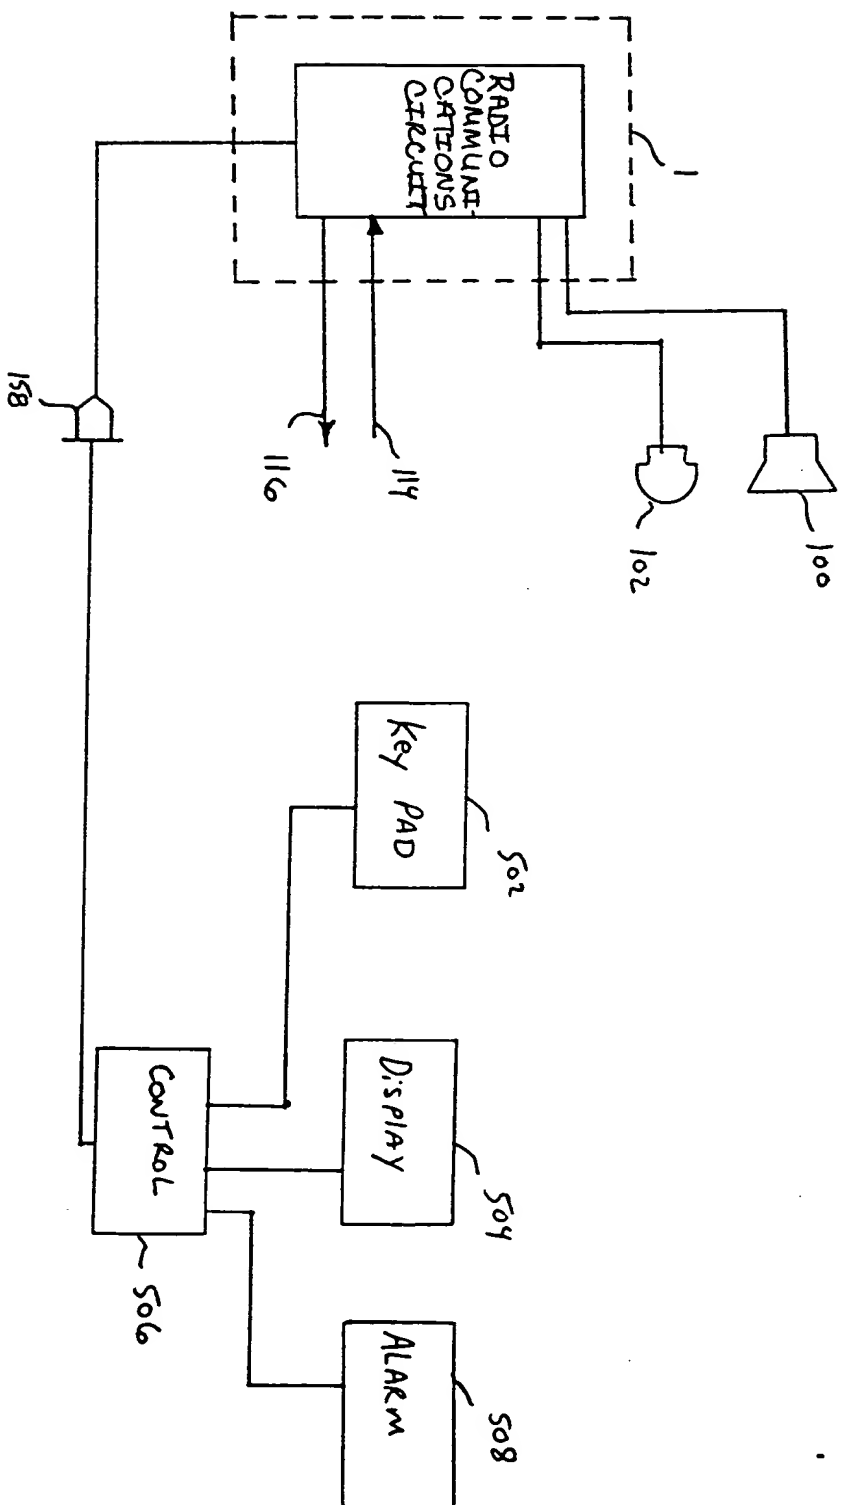 1
RADIO
COMMUNI-
CATIONS
CIRCUIT
100
102
114
116
158
Key PAD
502
Display
504
ALARM
508
CONTROL
506